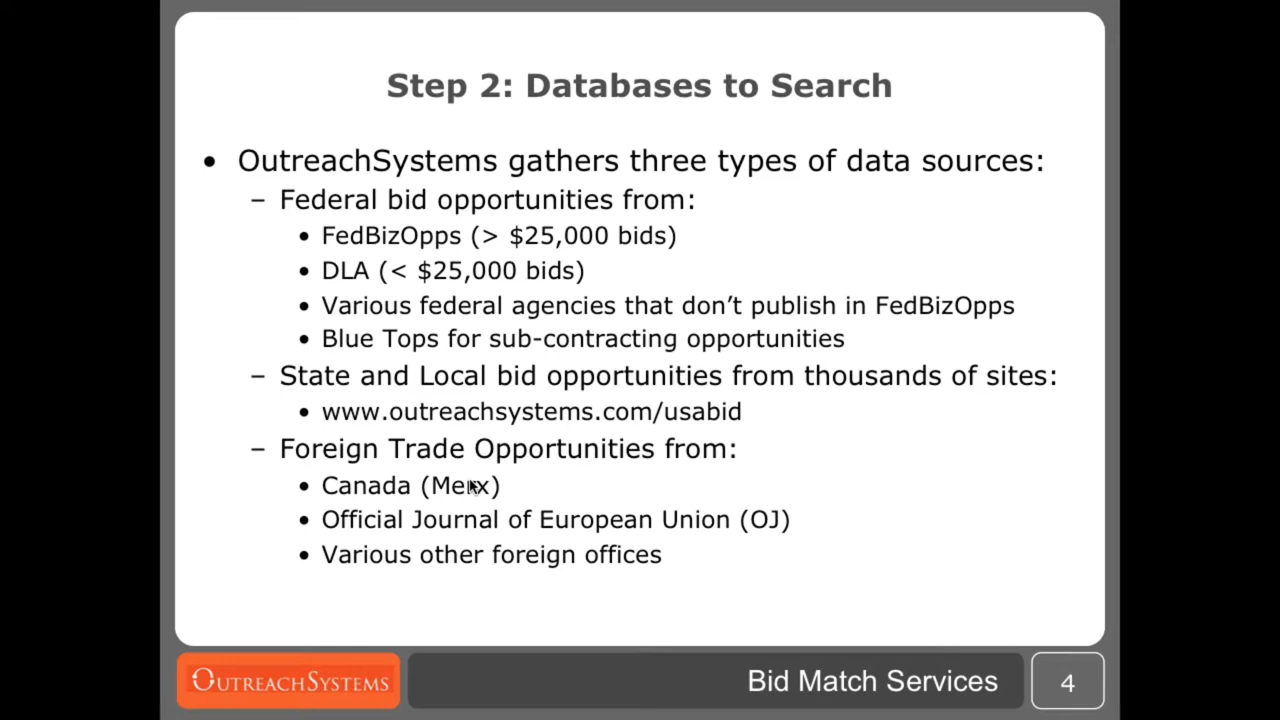 Step 2: Databases to Search
• OutreachSystems gathers three types of data sources:
– Federal bid opportunities from:
• FedBizOpps (> $25,000 bids)
• DLA (< $25,000 bids)
• Various federal agencies that don’t publish in FedBizOpps
• Blue Tops for sub-contracting opportunities
– State and Local bid opportunities from thousands of sites:
• www.outreachsystems.com/usabid
– Foreign Trade Opportunities from:
• Canada (Merx)
• Official Journal of European Union (OJ)
• Various other foreign offices
OUTREACHSYSTEMS
Bid Match Services
4